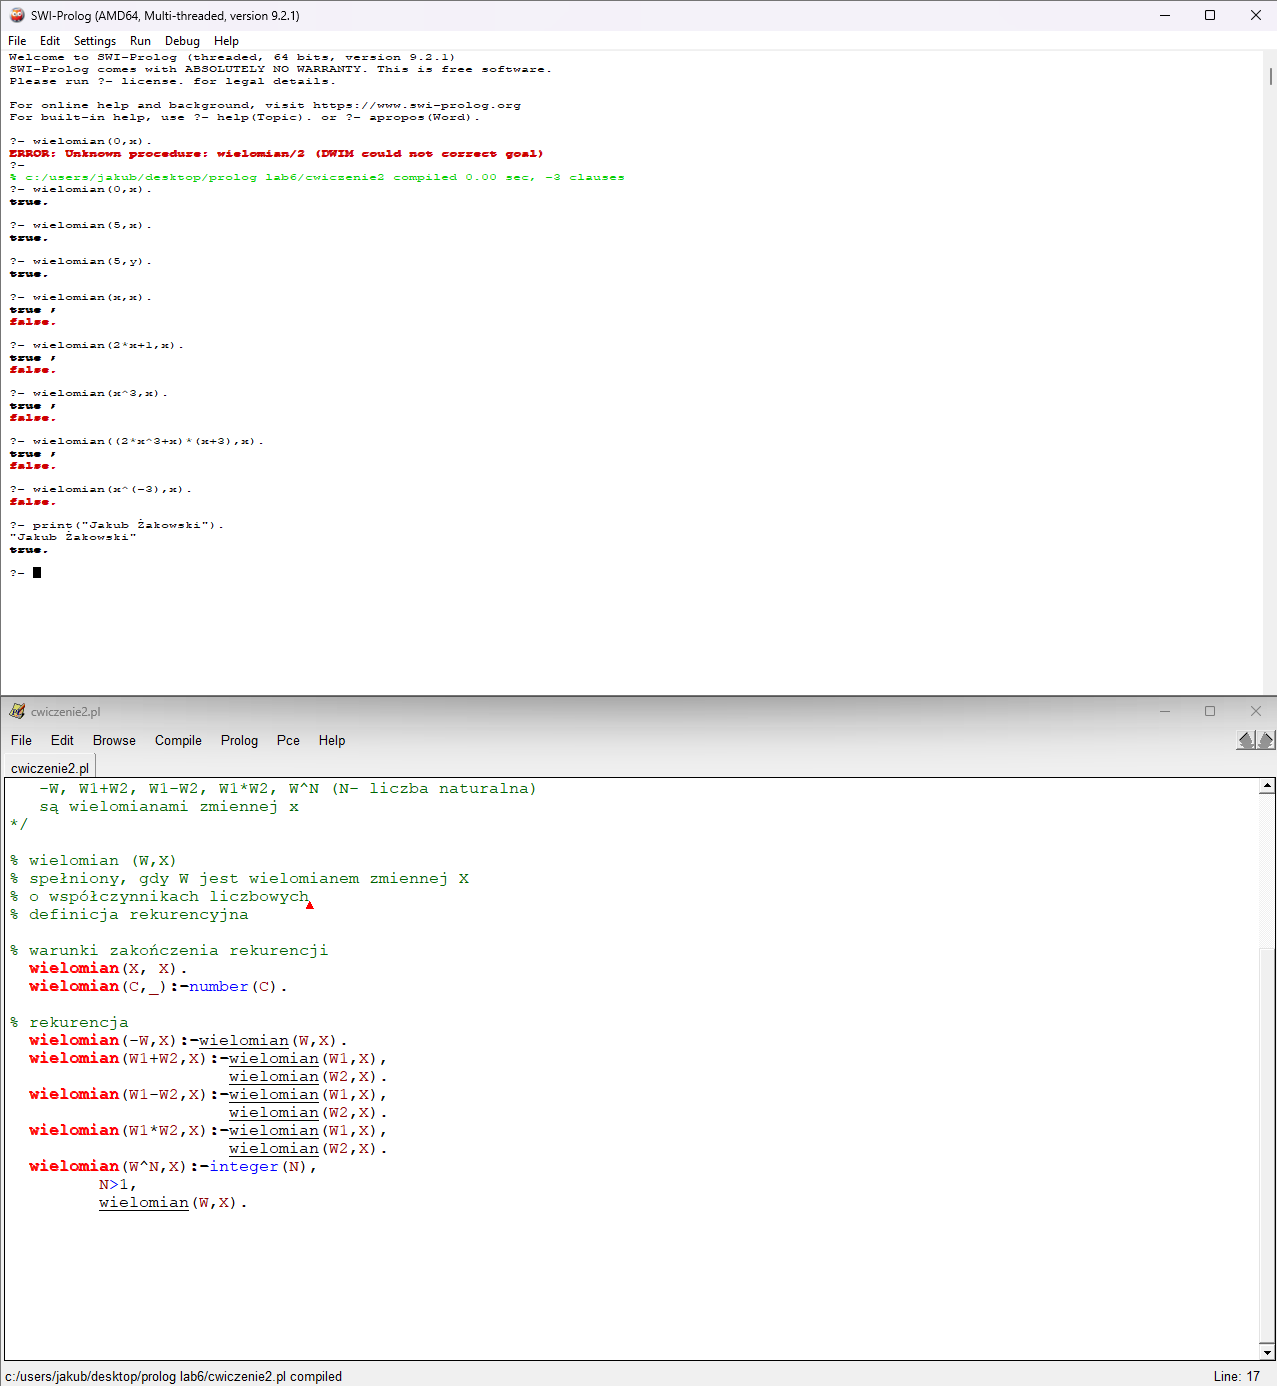 SWI-Prolog (AMD64, Multi-threaded, version 9.2.1)
File Edit Settings Run Debug Help
Welcome to SWI-Prolog (threaded, 64 bits, version 9.2.1)
SWI-Prolog comes with ABSOLUTELY NO WARRANTY. This is free software.
Please run ?- license. for legal details.
For online help and background, visit https://www.swi-prolog.org
For built-in help, use ?- help(Topic). or ?- apropos(Word).
?- wielomian(0,x).
ERROR: Unknown procedure: wielomian/2 (DWIM could not correct goal)
?-
% c:/users/jakub/desktop/prolog lab6/cwiczenie2 compiled 0.00 sec, -3 clauses
?- wielomian(0,x).
true.
?- wielomian(5,x).
true.
?- wielomian(5,y).
true.
?- wielomian(x,x).
true ;
false.
?- wielomian(2*x+1,x).
true ;
false.
?- wielomian(x^3,x).
true ;
false.
?- wielomian((2*x^3+x)*(x+3),x).
true ;
false.
?- wielomian(x^(-3),x).
false.
?- print("Jakub Żakowski").
"Jakub Żakowski"
true.
?-
cwiczenie2.pl
File Edit Browse Compile Prolog Pce Help
cwiczenie2.pl
-W, W1+W2, W1-W2, W1*W2, W^N (N- liczba naturalna)
są wielomianami zmiennej x
*/
% wielomian (W,X)
% spełniony, gdy W jest wielomianem zmiennej X
% o współczynnikach liczbowych
% definicja rekurencyjna
% warunki zakończenia rekurencji
wielomian(X, X).
wielomian(C,_):-number(C).
% rekurencja
wielomian(-W,X):-wielomian(W,X).
wielomian(W1+W2,X):-wielomian(W1,X),
wielomian(W2,X).
wielomian(W1-W2,X):-wielomian(W1,X),
wielomian(W2,X).
wielomian(W1*W2,X):-wielomian(W1,X),
wielomian(W2,X).
wielomian(W^N,X):-integer(N),
N>1,
wielomian(W,X).
c:/users/jakub/desktop/prolog lab6/cwiczenie2.pl compiled
Line: 17